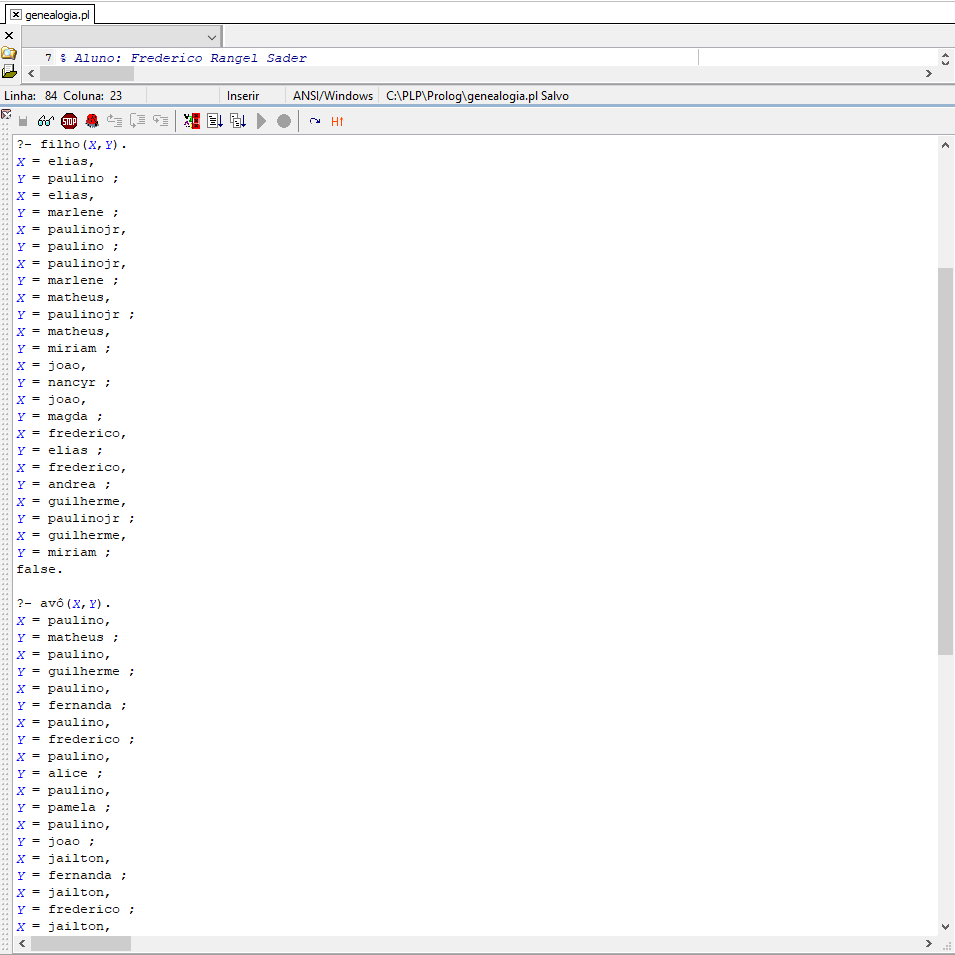 genealogia.pl
7 % Aluno: Frederico Rangel Sader
Linha: 84 Coluna: 23 Inserir ANSI/Windows C:\PLP\Prolog\genealogia.pl Salvo
STOP H↑
?- filho(X,Y).
X = elias,
Y = paulino ;
X = elias,
Y = marlene ;
X = paulinojr,
Y = paulino ;
X = paulinojr,
Y = marlene ;
X = matheus,
Y = paulinojr ;
X = matheus,
Y = miriam ;
X = joao,
Y = nancyr ;
X = joao,
Y = magda ;
X = frederico,
Y = elias ;
X = frederico,
Y = andrea ;
X = guilherme,
Y = paulinojr ;
X = guilherme,
Y = miriam ;
false.
?- avô(X,Y).
X = paulino,
Y = matheus ;
X = paulino,
Y = guilherme ;
X = paulino,
Y = fernanda ;
X = paulino,
Y = frederico ;
X = paulino,
Y = alice ;
X = paulino,
Y = pamela ;
X = paulino,
Y = joao ;
X = jailton,
Y = fernanda ;
X = jailton,
Y = frederico ;
X = jailton,